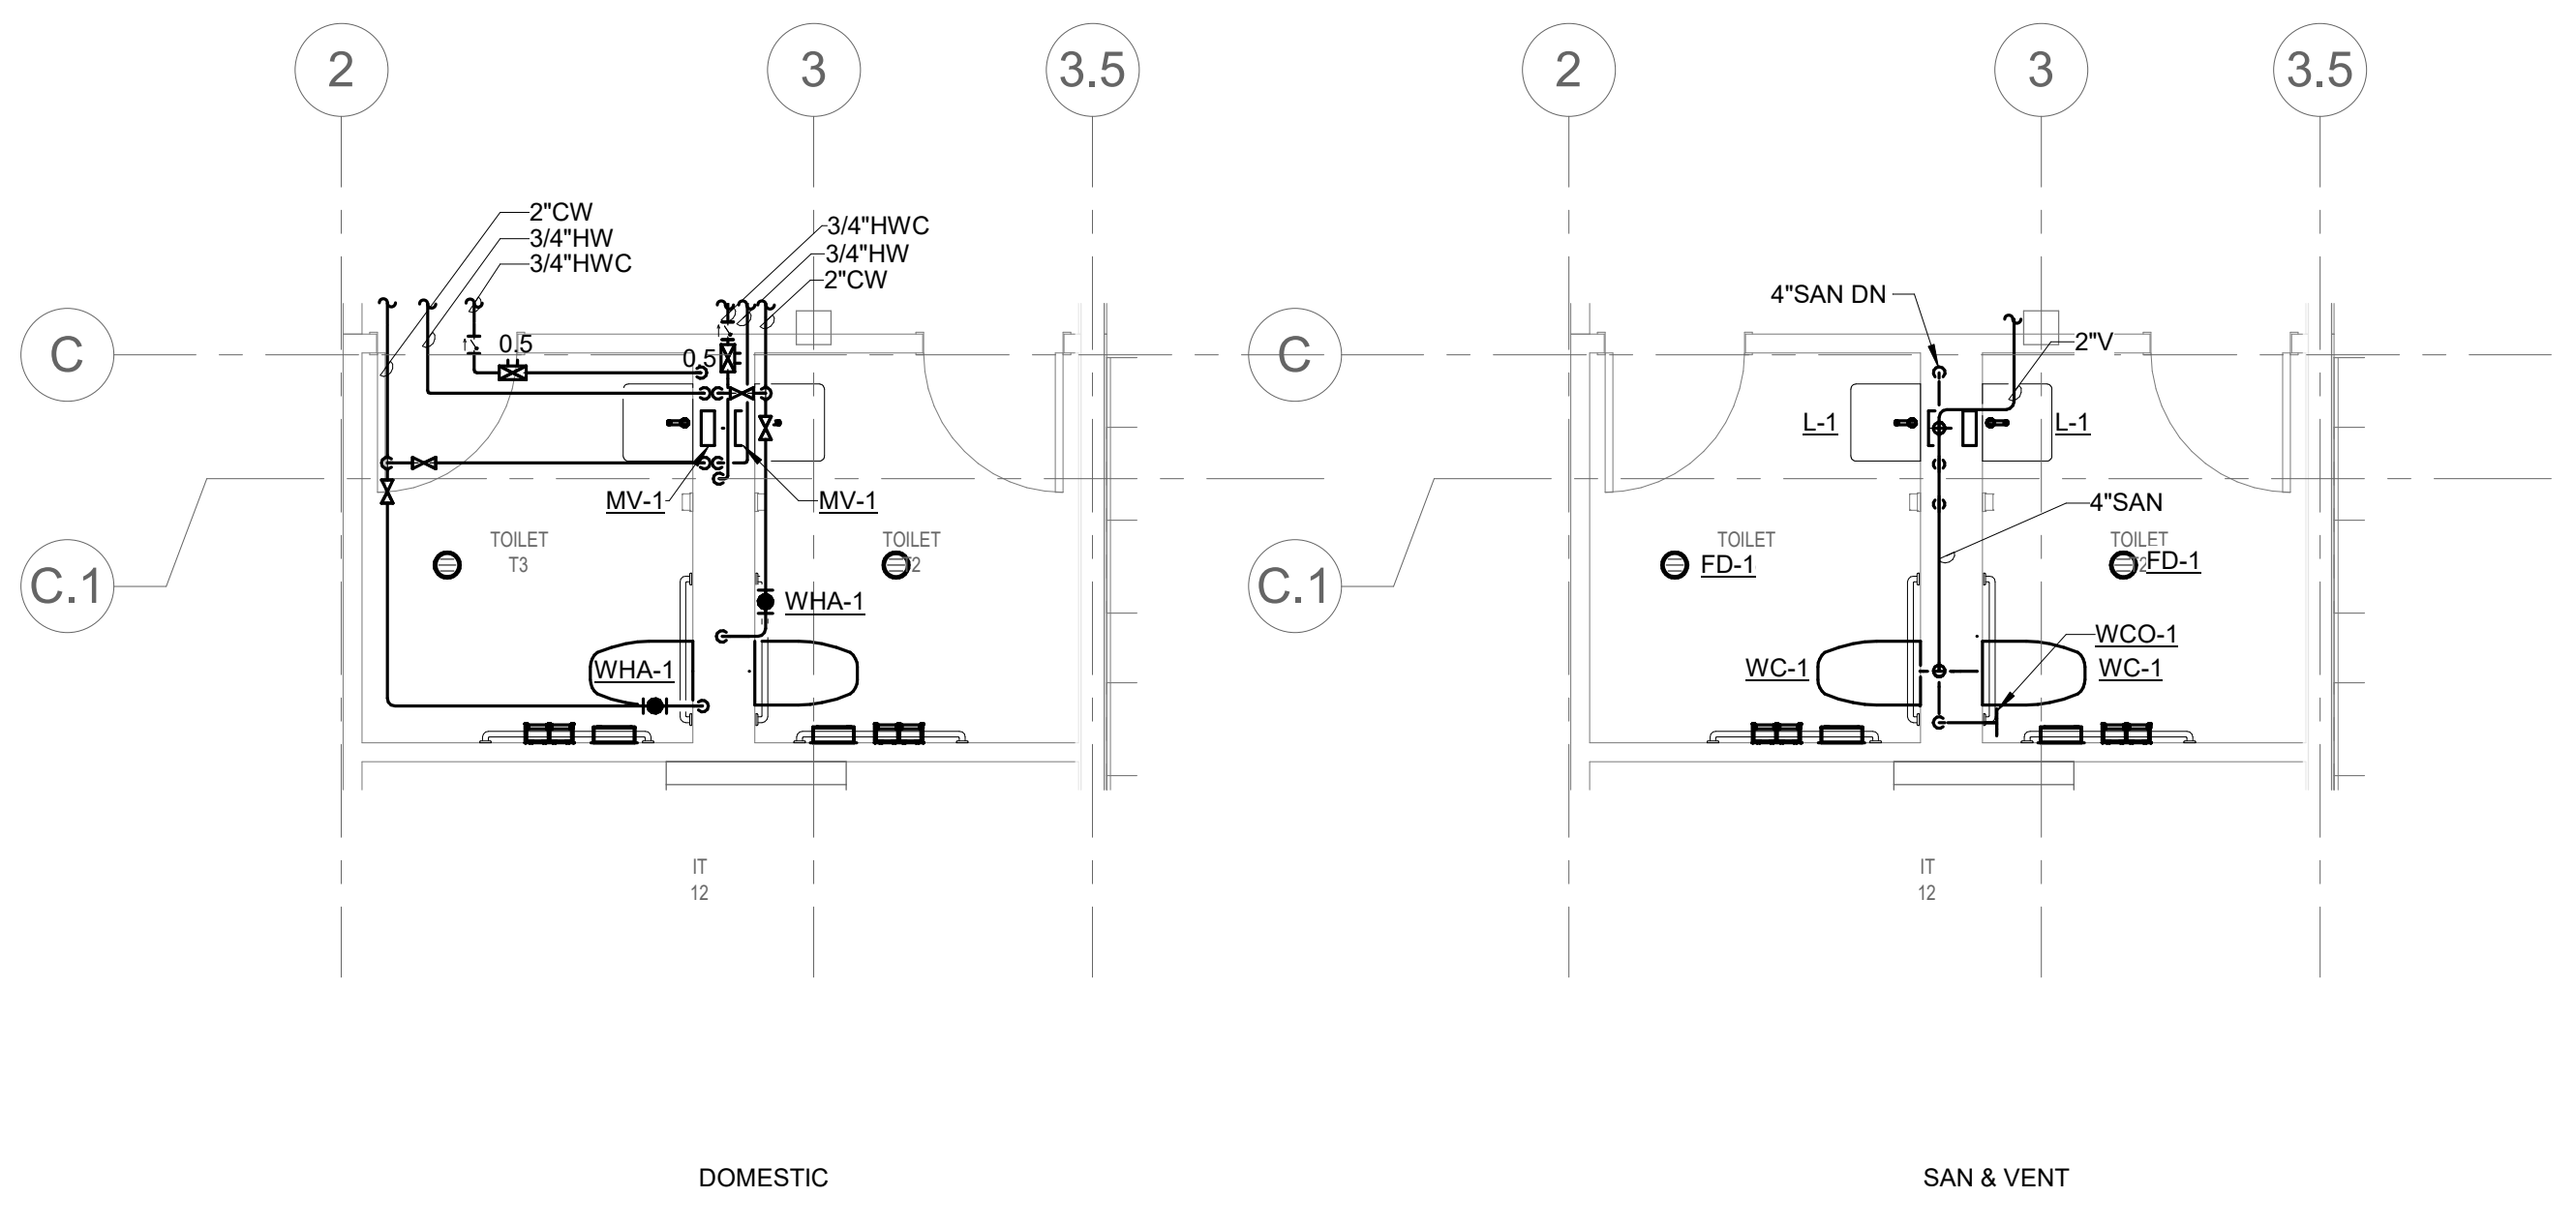 2
3
3.5
2"CW
3/4"HW
3/4"HWC
3/4"HWC
3/4"HW
2"CW
C
0.5
0.5
MV-1
MV-1
C.1
TOILET
T3
TOILET
T2
WHA-1
WHA-1
IT
12
DOMESTIC
2
3
3.5
4"SAN DN
2"V
C
L-1
L-1
4"SAN
C.1
TOILET
FD-1
TOILET
FD-1
WCO-1
WC-1
WC-1
IT
12
SAN & VENT